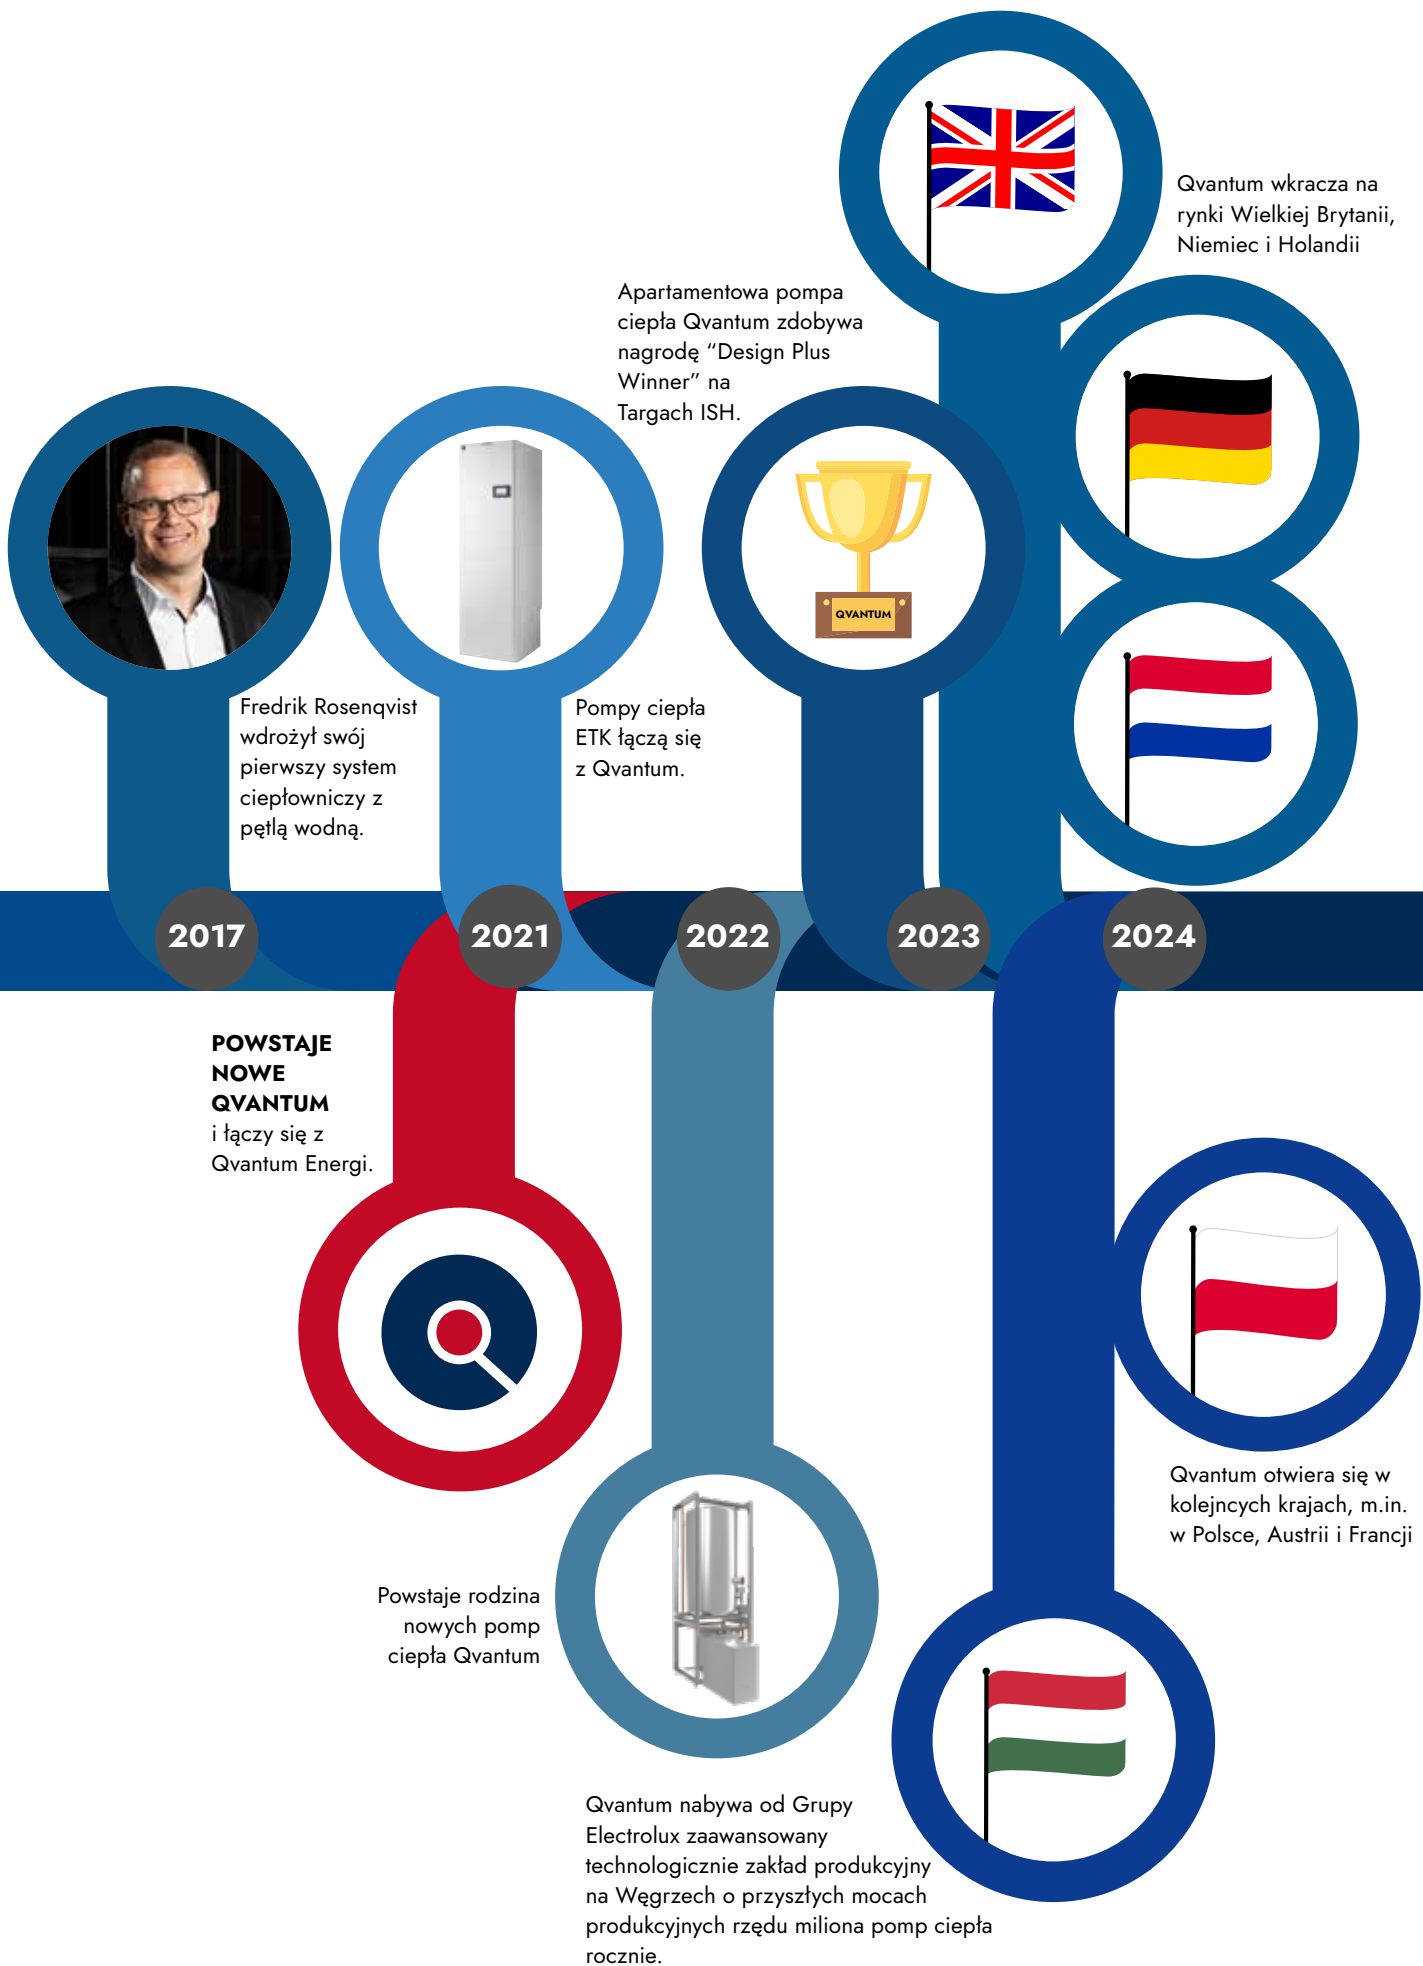 Qvantum wkracza na
rynki Wielkiej Brytanii,
Niemiec i Holandii
Apartamentowa pompa
ciepła Qvantum zdobywa
nagrodę “Design Plus
Winner” na
Targach ISH.
QVANTUM
Fredrik Rosenqvist
wdrożył swój
pierwszy system
ciepłowniczy z
pętlą wodną.
Pompy ciepła
ETK łączą się
z Qvantum.
2017
2021
2022
2023
2024
POWSTAJE
NOWE
QVANTUM
i łączy się z
Qvantum Energi.
Qvantum otwiera się w
kolejncych krajach, m.in.
w Polsce, Austrii i Francji
Powstaje rodzina
nowych pomp
ciepła Qvantum
Qvantum nabywa od Grupy
Electrolux zaawansowany
technologicznie zakład produkcyjny
na Węgrzech o przyszłych mocach
produkcyjnych rzędu miliona pomp ciepła
rocznie.